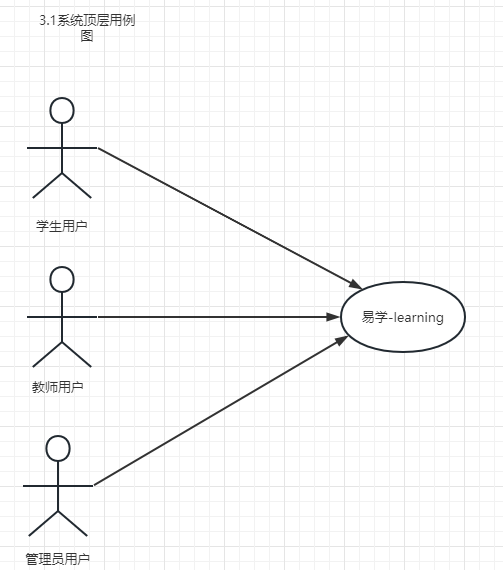 3.1系统顶层用例
图
学生用户
易学-learning
教师用户
管理员用户